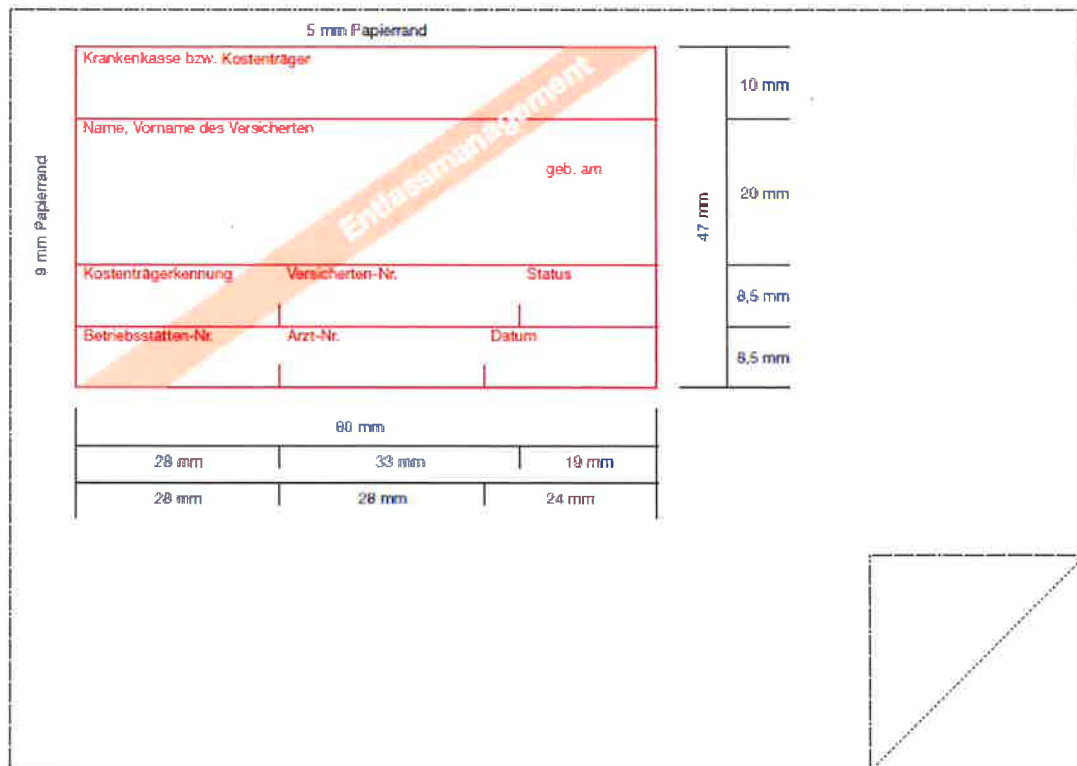 5 mm Papierrand
Krankenkasse bzw. Kostenträger
10 mm
Name, Vorname des Versicherten
Entlassmanagement
geb. am
9 mm Papierrand
47 mm
20 mm
Kostenträgerkennung Versicherten-Nr. Status
8,5 mm
Betriebsstätten-Nr. Arzt-Nr. Datum
8,5 mm
80 mm
28 mm 33 mm 19 mm
28 mm 28 mm 24 mm